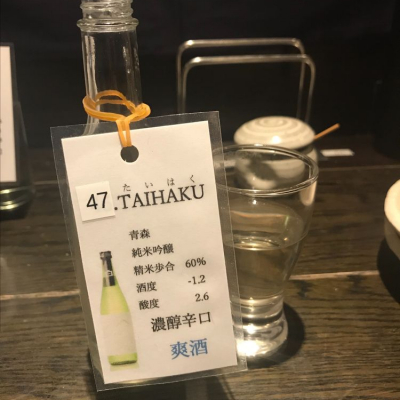 たいはく
47.TAIHAKU
青森
純米吟醸
精米歩合 60%
酒度 -1.2
酸度 2.6
濃醇辛口
爽酒